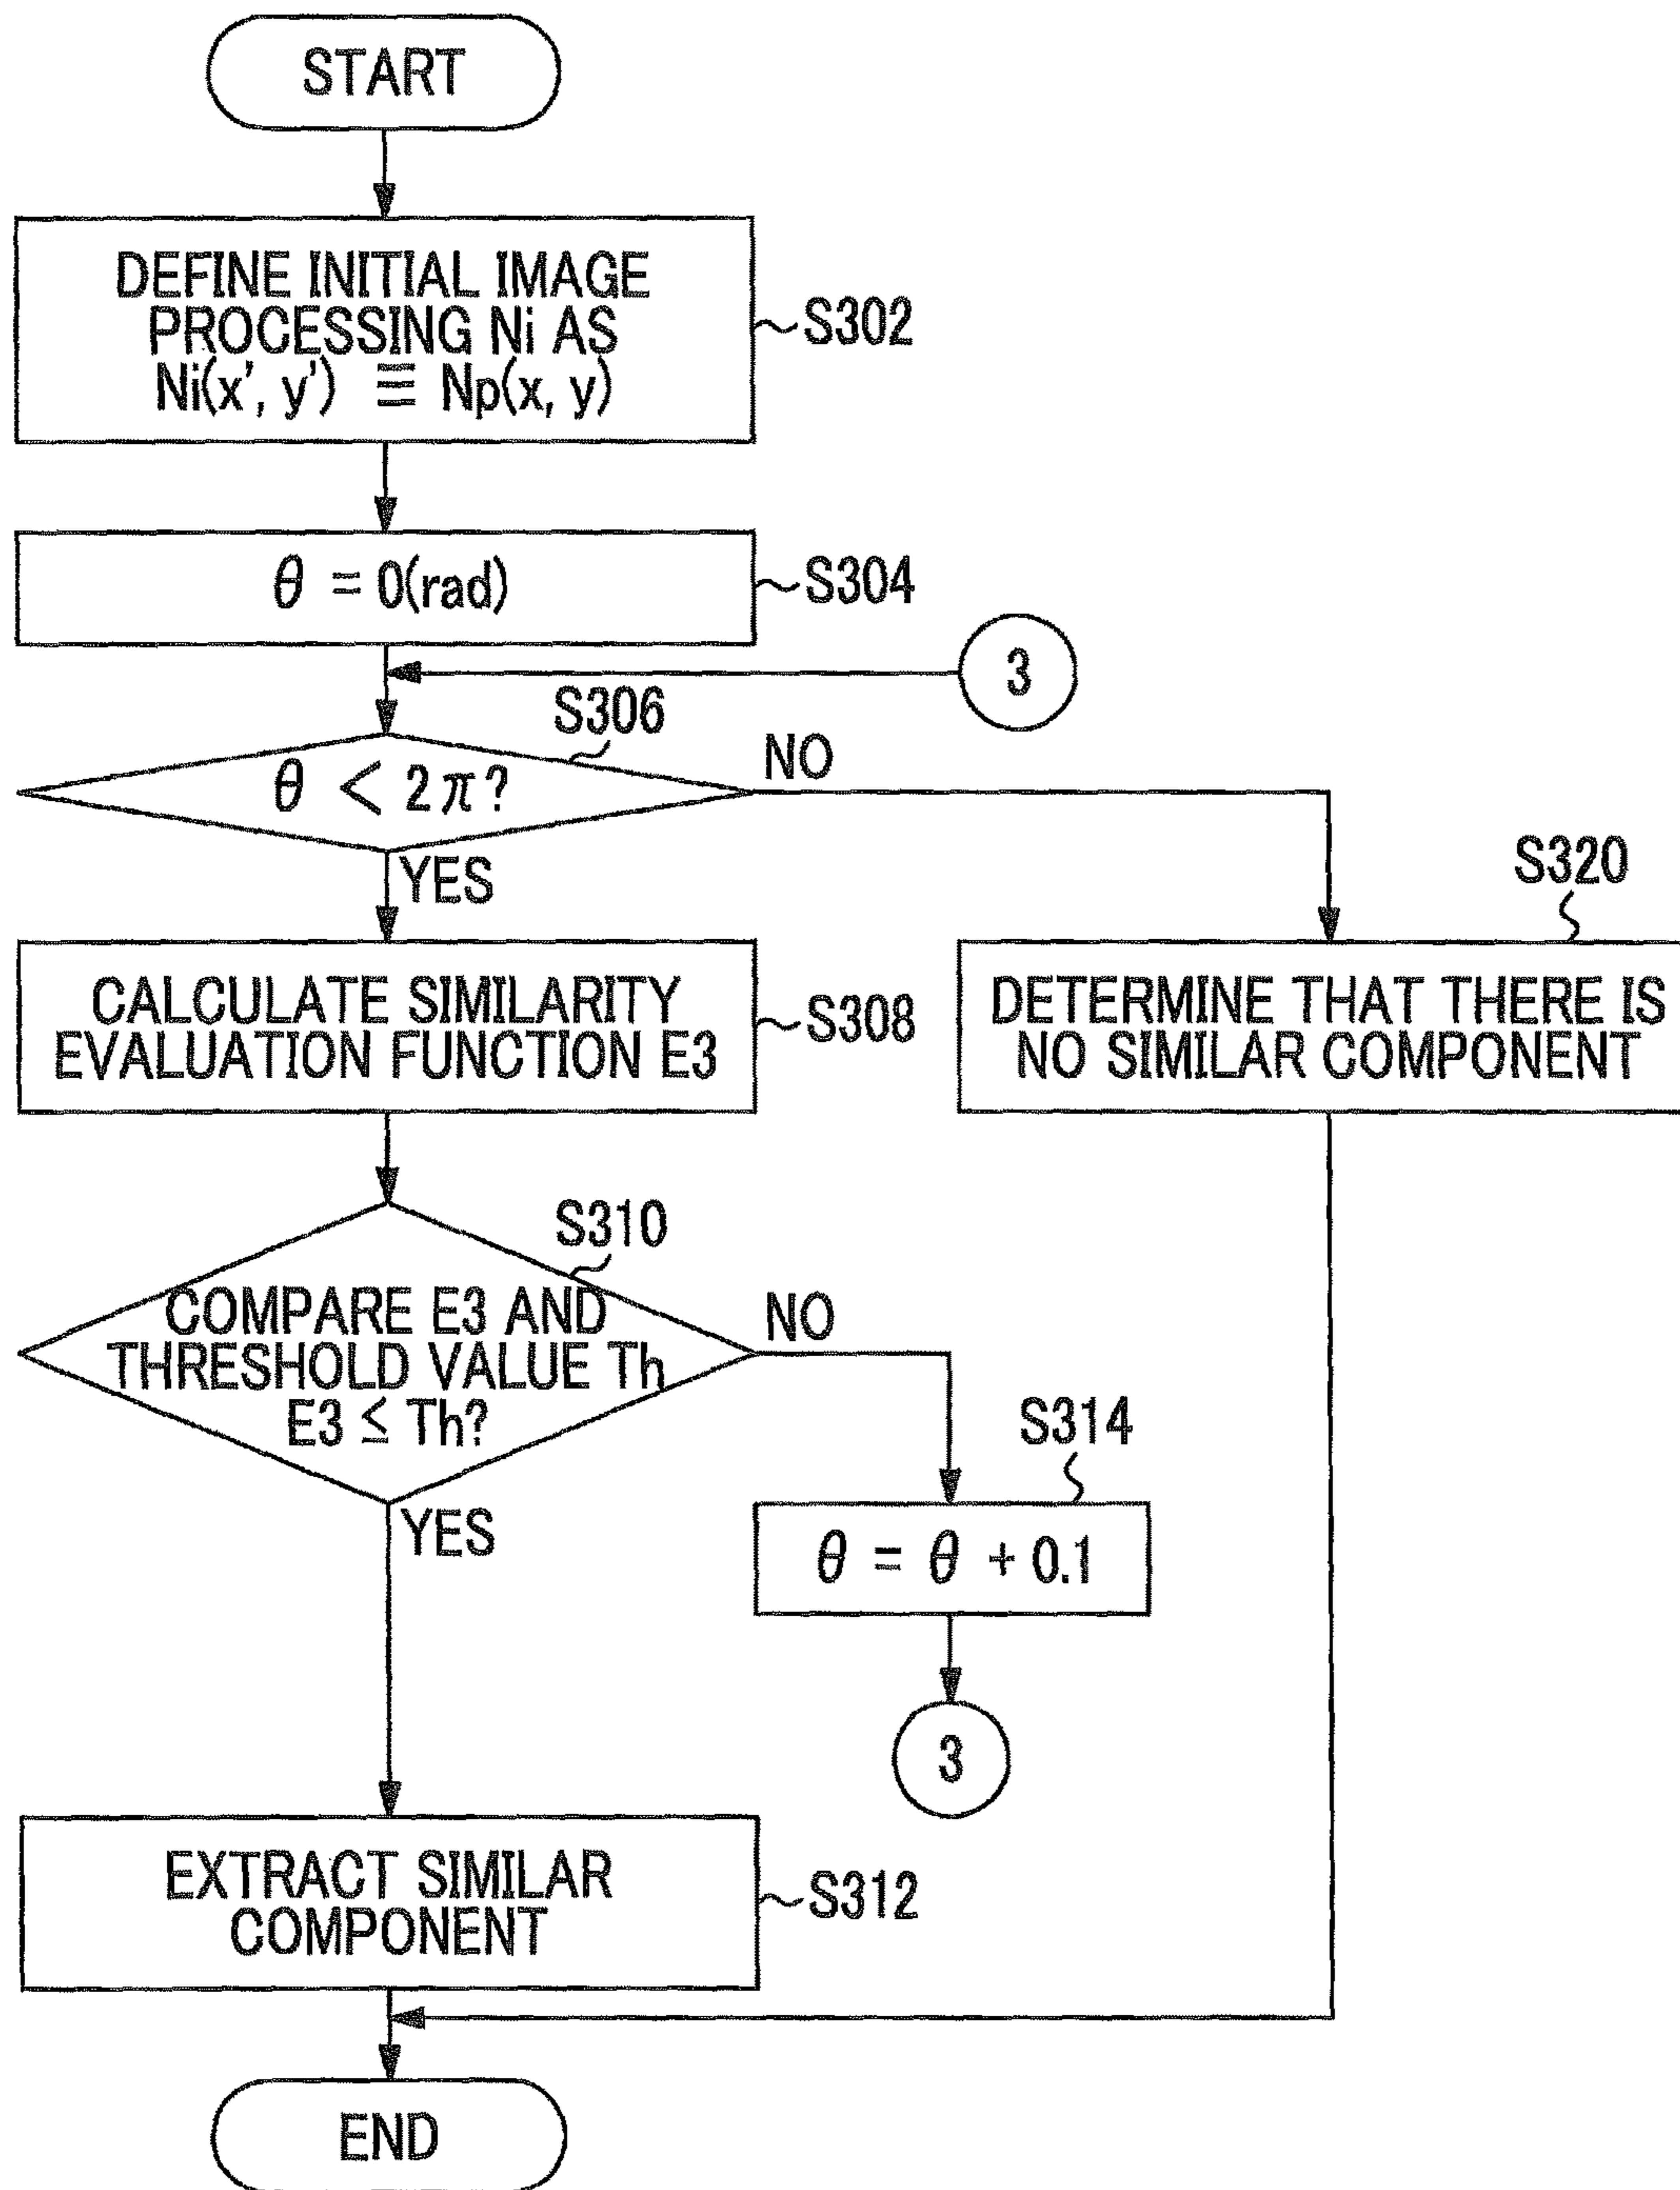 START
DEFINE INITIAL IMAGE
PROCESSING Ni AS
Ni(x', y') ≡ Np(x, y)
S302
θ = 0(rad)
S304
3
S306
θ < 2π?
NO
YES
S320
CALCULATE SIMILARITY
EVALUATION FUNCTION E3
S308
DETERMINE THAT THERE IS
NO SIMILAR COMPONENT
S310
COMPARE E3 AND
THRESHOLD VALUE Th
E3 ≤ Th?
NO
YES
S314
θ = θ + 0.1
3
EXTRACT SIMILAR
COMPONENT
S312
END